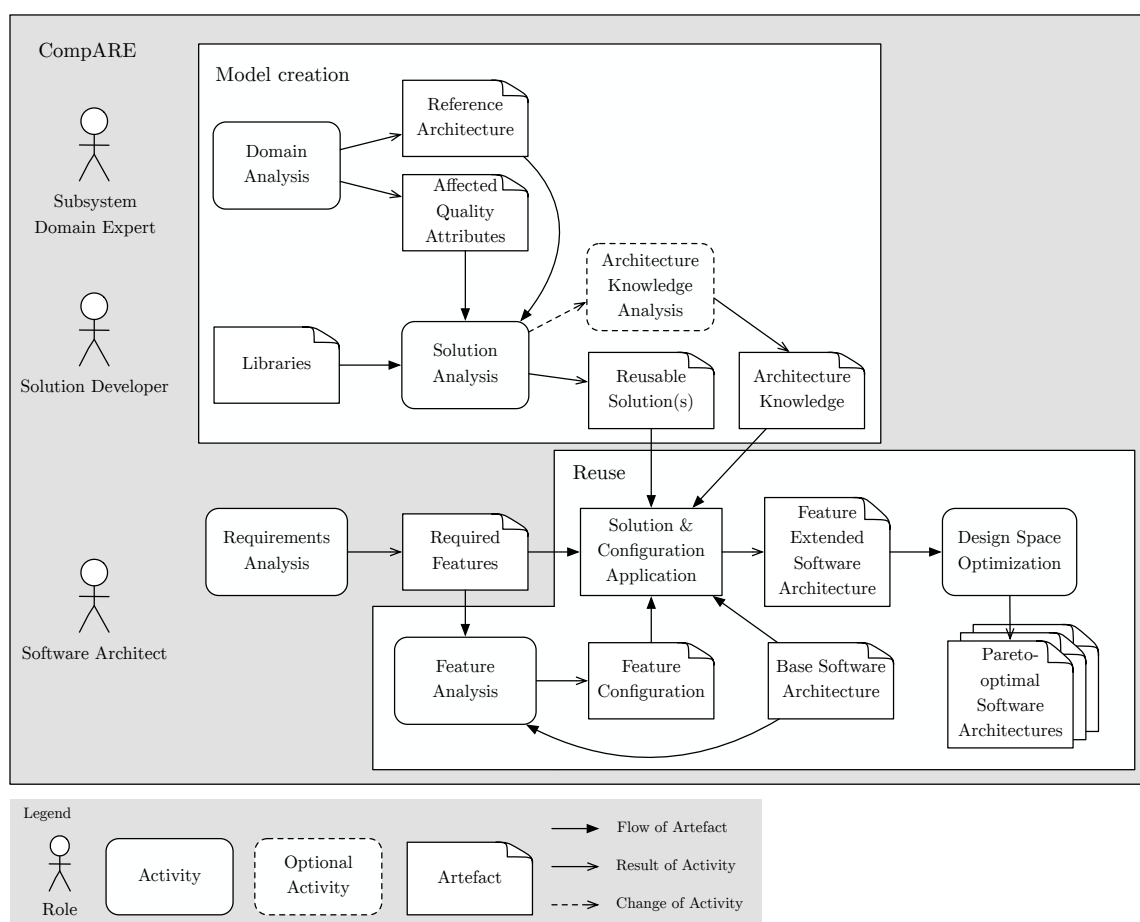 CompARE
Model creation
Reference
Architecture
Domain
Analysis
Affected
Quality
Attributes
Subsystem
Domain Expert
Architecture
Knowledge
Analysis
Libraries
Solution
Analysis
Reusable
Solution(s)
Architecture
Knowledge
Solution Developer
Reuse
Requirements
Analysis
Required
Features
Solution &
Configuration
Application
Feature
Extended
Software
Architecture
Design Space
Optimization
Software Architect
Feature
Analysis
Feature
Configuration
Base Software
Architecture
Pareto-
optimal
Software
Architectures
Legend
Role
Activity
Optional
Activity
Artefact
Flow of Artefact
Result of Activity
Change of Activity